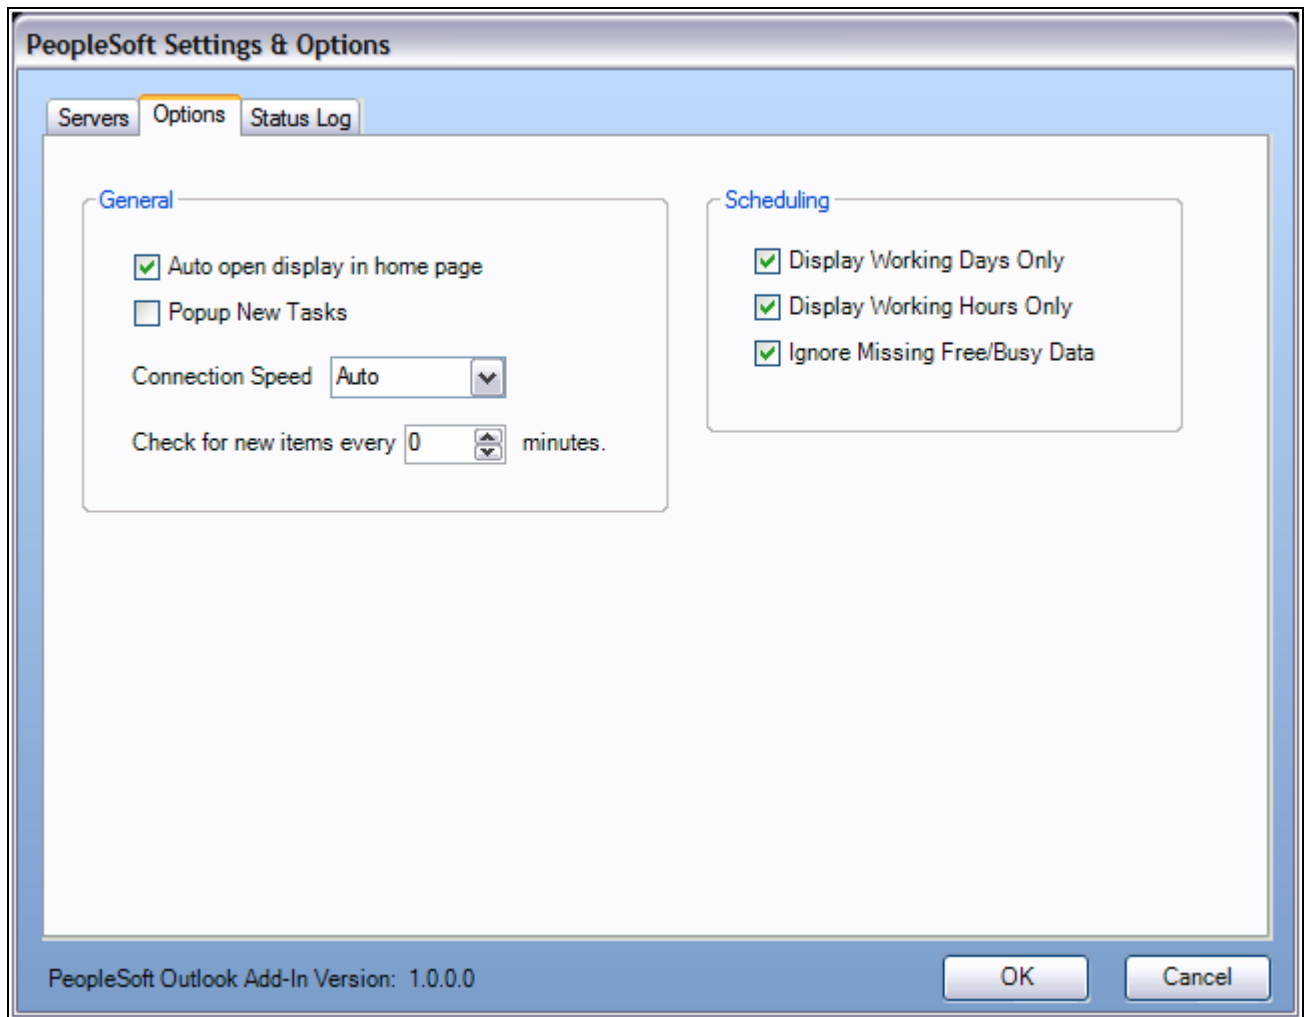 PeopleSoft Settings & Options
Servers Options Status Log
General
Auto open display in home page
Popup New Tasks
Connection Speed Auto
Check for new items every 0 minutes.
Scheduling
Display Working Days Only
Display Working Hours Only
Ignore Missing Free/Busy Data
PeopleSoft Outlook Add-In Version: 1.0.0.0
OK Cancel